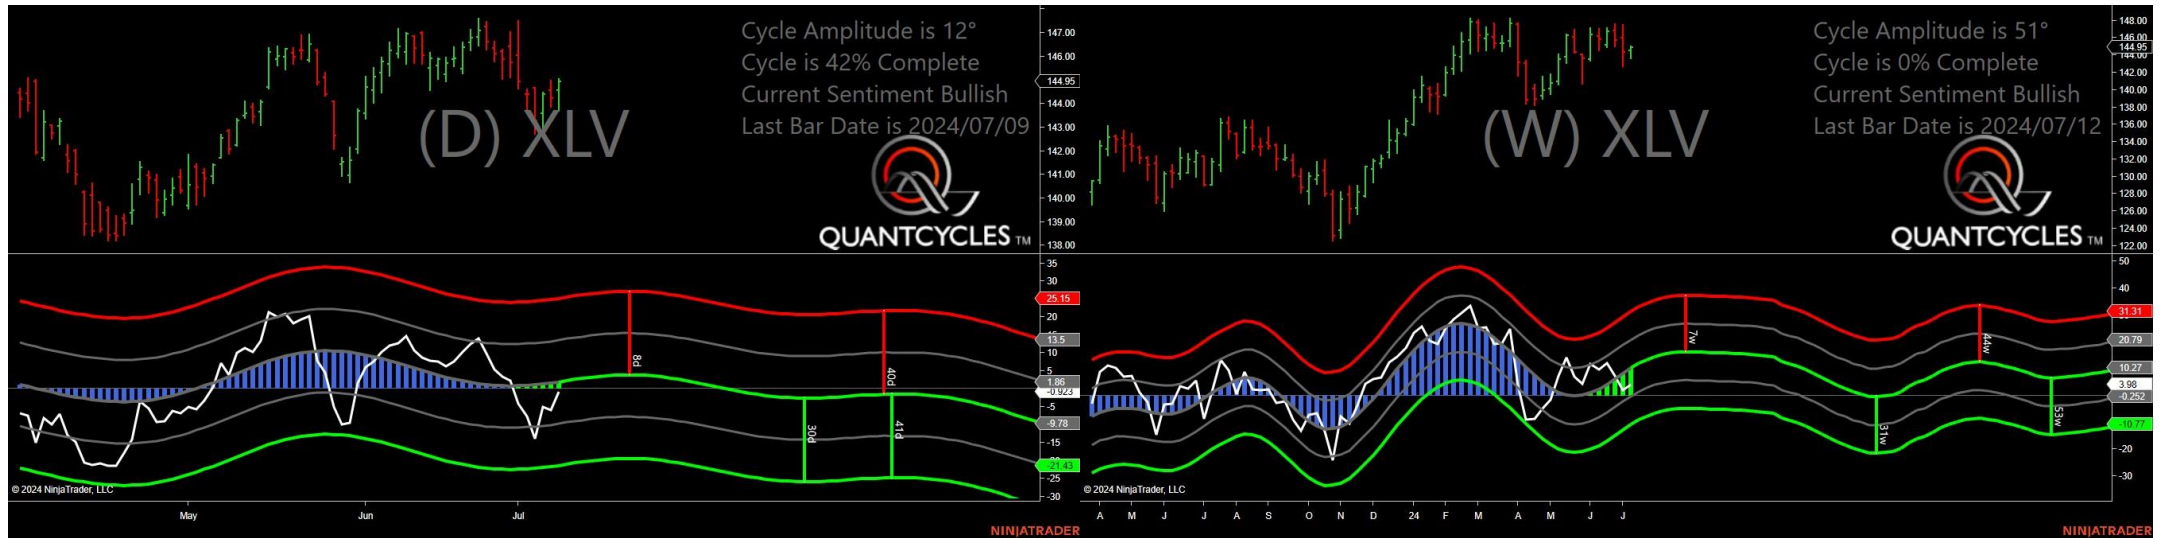 Cycle Amplitude is 12°
Cycle is 42% Complete
Current Sentiment Bullish
Last Bar Date is 2024/07/09
(D) XLV
QUANTCYCLES TM
147.00
146.00
144.95
144.00
143.00
142.00
141.00
140.00
139.00
138.00
35
30
25.15
20
13.5
10
5
1.86
-0.923
-5
-9.78
-15
-21.43
-25
-30
8d
40d
30d
41d
© 2024 NinjaTrader, LLC
May
Jun
Jul
NINJATRADER
Cycle Amplitude is 51°
Cycle is 0% Complete
Current Sentiment Bullish
Last Bar Date is 2024/07/12
(W) XLV
QUANTCYCLES TM
148.00
146.00
144.95
144.00
142.00
140.00
138.00
136.00
134.00
132.00
130.00
128.00
126.00
124.00
122.00
50
40
31.31
20.79
10.27
3.98
-0.252
-10.77
-20
-30
7w
44w
31w
53w
© 2024 NinjaTrader, LLC
A
M
J
J
A
S
O
N
D
24
F
M
A
M
J
J
NINJATRADER